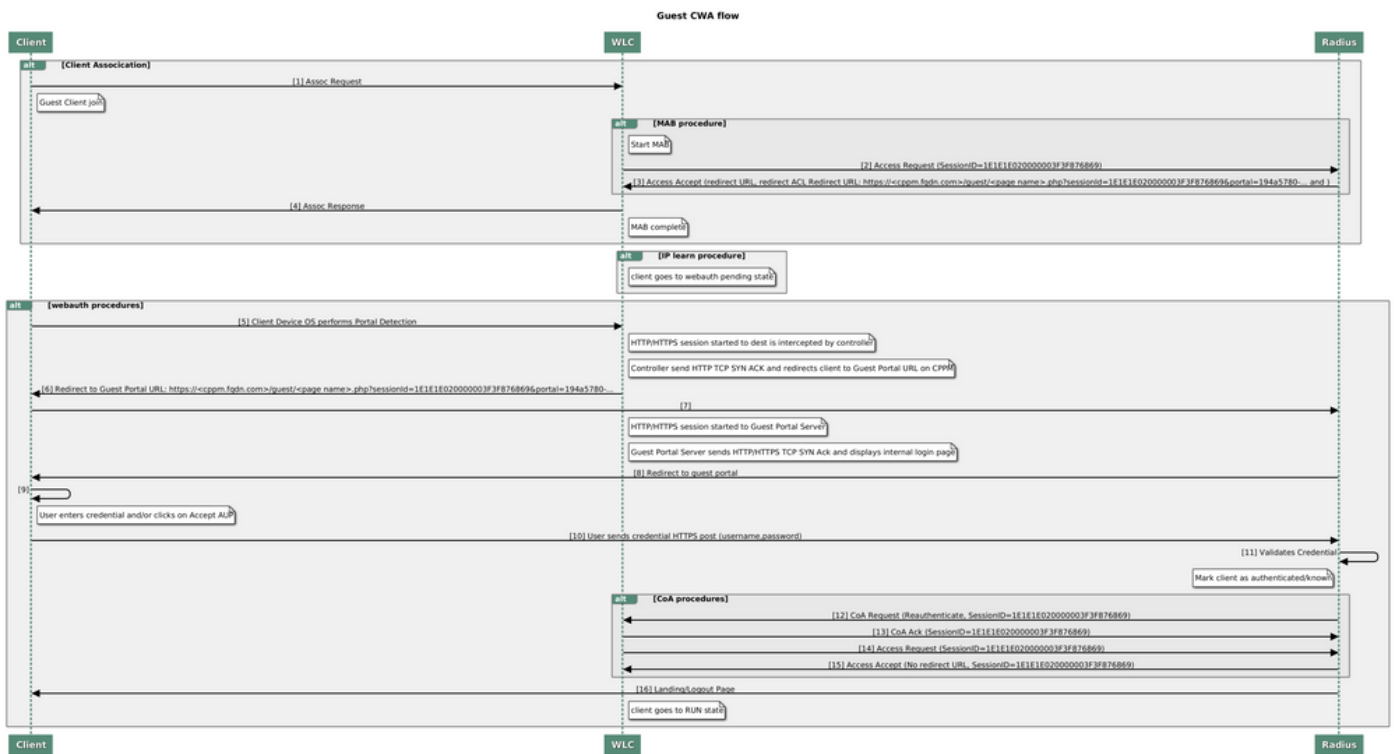 Guest CWA flow
Client
WLC
Radius
alt
[Client Assocication]
[1] Assoc Request
Guest Client join
alt
[MAB procedure]
Start MAB
[2] Access Request (SessionID=1E1E1E020000003F3F876869)
[3] Access Accept (redirect URL, redirect ACL Redirect URL: https://<cppm.fqdn.com>/guest/<page name>.php?sessionId=1E1E1E020000003F3F876869&portal=194a5780-... and )
[4] Assoc Response
MAB complete
alt
[IP learn procedure]
client goes to webauth pending state
alt
[webauth procedures]
[5] Client Device OS performs Portal Detection
HTTP/HTTPS session started to dest is intercepted by controller
Controller send HTTP TCP SYN ACK and redirects client to Guest Portal URL on CPPM
[6] Redirect to Guest Portal URL: https://<cppm.fqdn.com>/guest/<page name>.php?sessionId=1E1E1E020000003F3F876869&portal=194a5780-...
[7]
HTTP/HTTPS session started to Guest Portal Server
Guest Portal Server sends HTTP/HTTPS TCP SYN Ack and displays internal login page
[8] Redirect to guest portal
[9]
User enters credential and/or clicks on Accept AUP
[10] User sends credential HTTPS post (username,password)
[11] Validates Credential
Mark client as authenticated/known
alt
[CoA procedures]
[12] CoA Request (Reauthenticate, SessionID=1E1E1E020000003F3F876869)
[13] CoA Ack (SessionID=1E1E1E020000003F3F876869)
[14] Access Request (SessionID=1E1E1E020000003F3F876869)
[15] Access Accept (No redirect URL, SessionID=1E1E1E020000003F3F876869)
[16] Landing/Logout Page
client goes to RUN state
Client
WLC
Radius